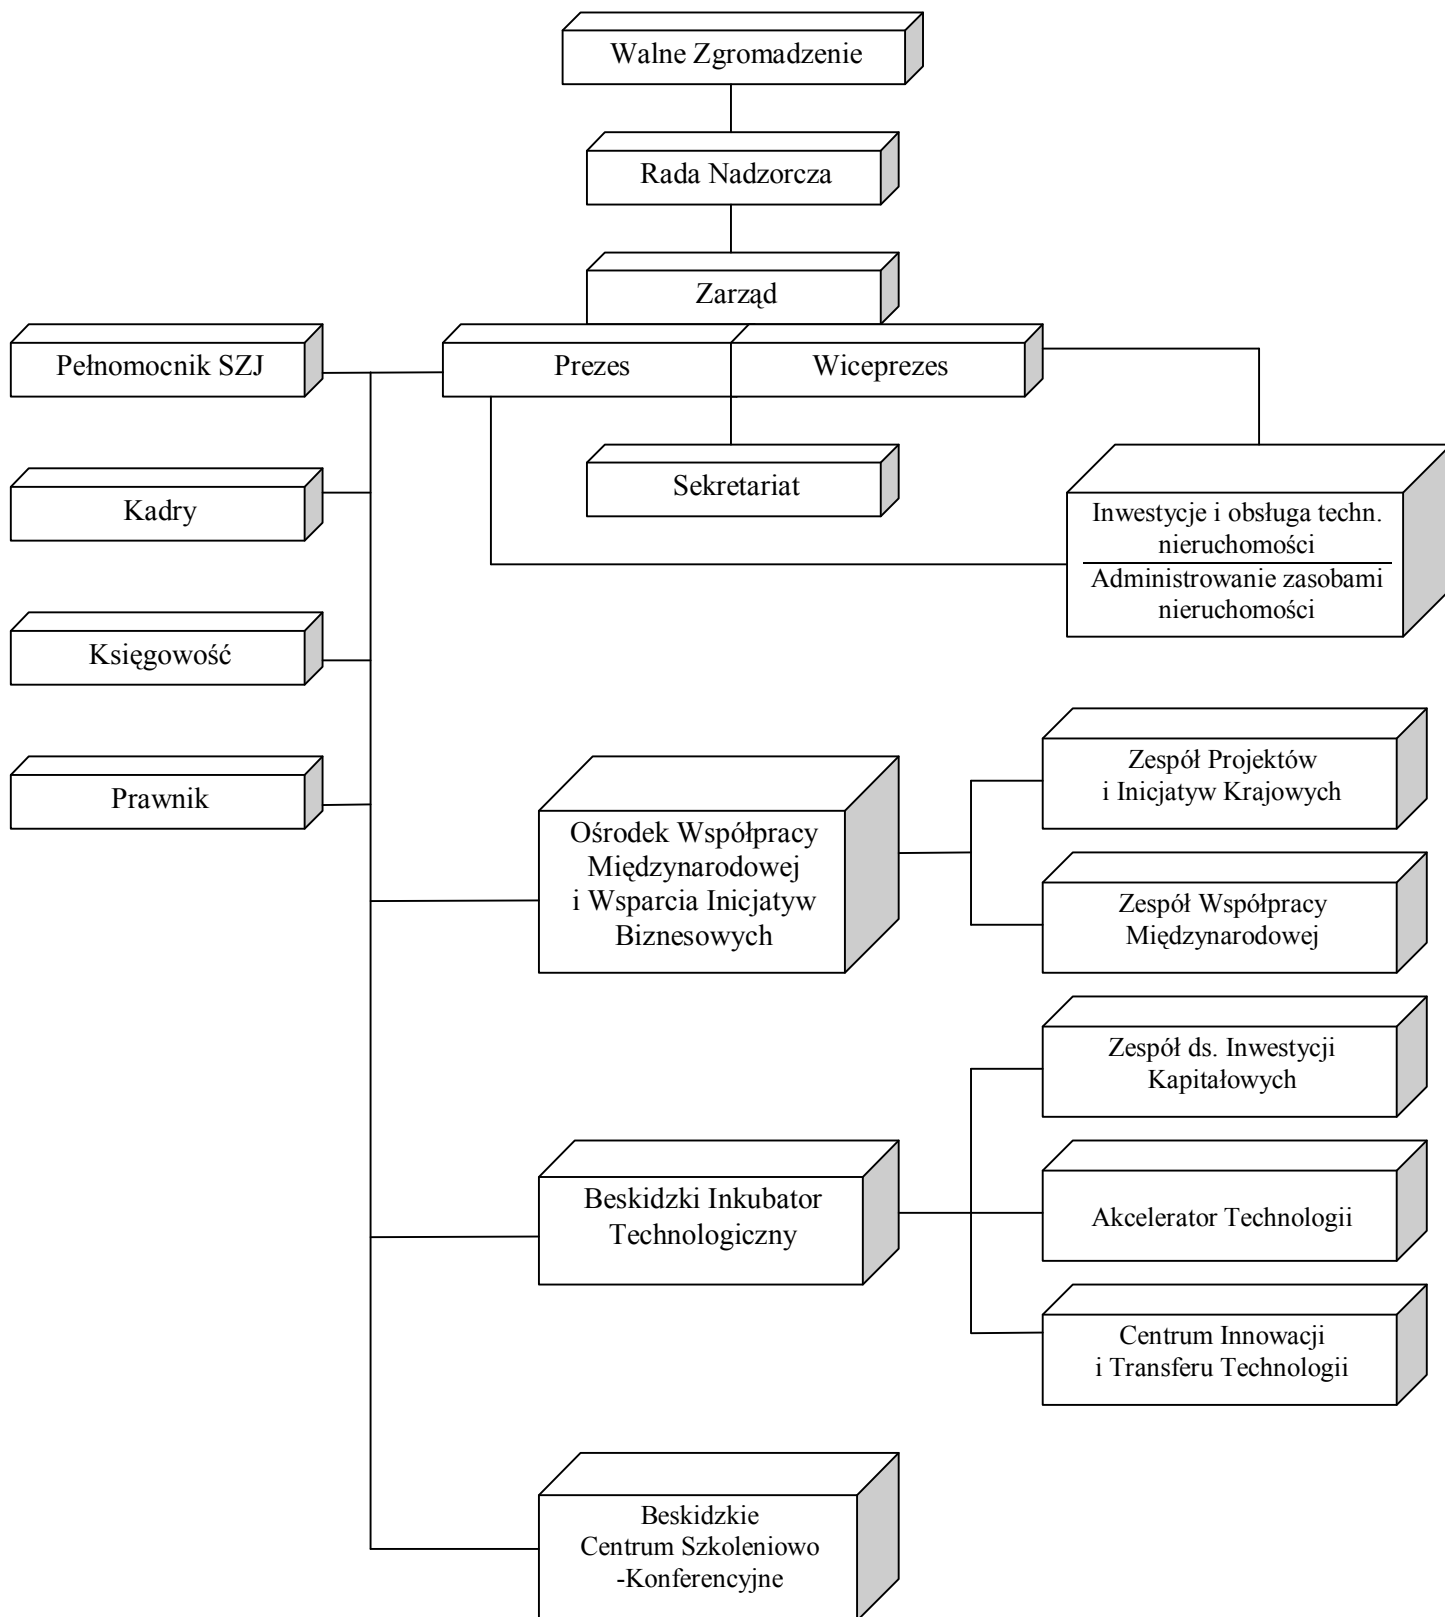 Walne Zgromadzenie
Rada Nadzorcza
Zarząd
Pełnomocnik SZJ
Prezes
Wiceprezes
Kadry
Sekretariat
Inwestycje i obsługa techn.
nieruchomości
Administrowanie zasobami
nieruchomości
Księgowość
Prawnik
Ośrodek Współpracy
Międzynarodowej
i Wsparcia Inicjatyw
Biznesowych
Zespół Projektów
i Inicjatyw Krajowych
Zespół Współpracy
Międzynarodowej
Beskidzki Inkubator
Technologiczny
Zespół ds. Inwestycji
Kapitałowych
Akcelerator Technologii
Centrum Innowacji
i Transferu Technologii
Beskidzkie
Centrum Szkoleniowo
-Konferencyjne